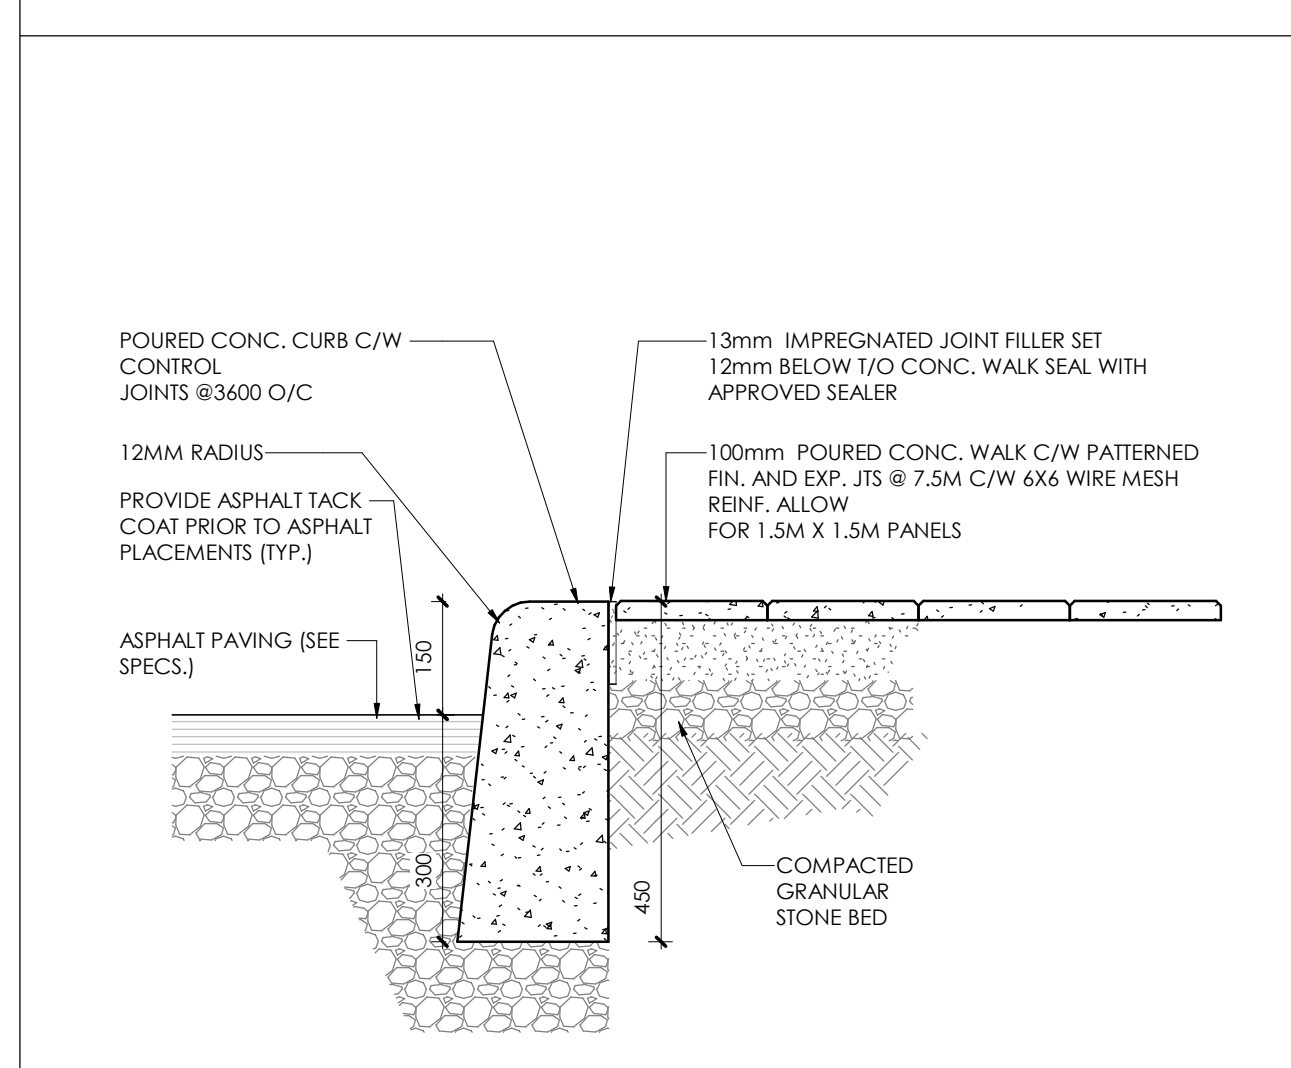 POURED CONC. CURB C/W
CONTROL
JOINTS @3600 O/C
12MM RADIUS
PROVIDE ASPHALT TACK
COAT PRIOR TO ASPHALT
PLACEMENTS (TYP.)
ASPHALT PAVING (SEE
SPECS.)
13mm IMPREGNATED JOINT FILLER SET
12mm BELOW T/O CONC. WALK SEAL WITH
APPROVED SEALER
100mm POURED CONC. WALK C/W PATTERNED
FIN. AND EXP. JTS @ 7.5M C/W 6X6 WIRE MESH
REINF. ALLOW
FOR 1.5M X 1.5M PANELS
150
300
450
COMPACTED
GRANULAR
STONE BED